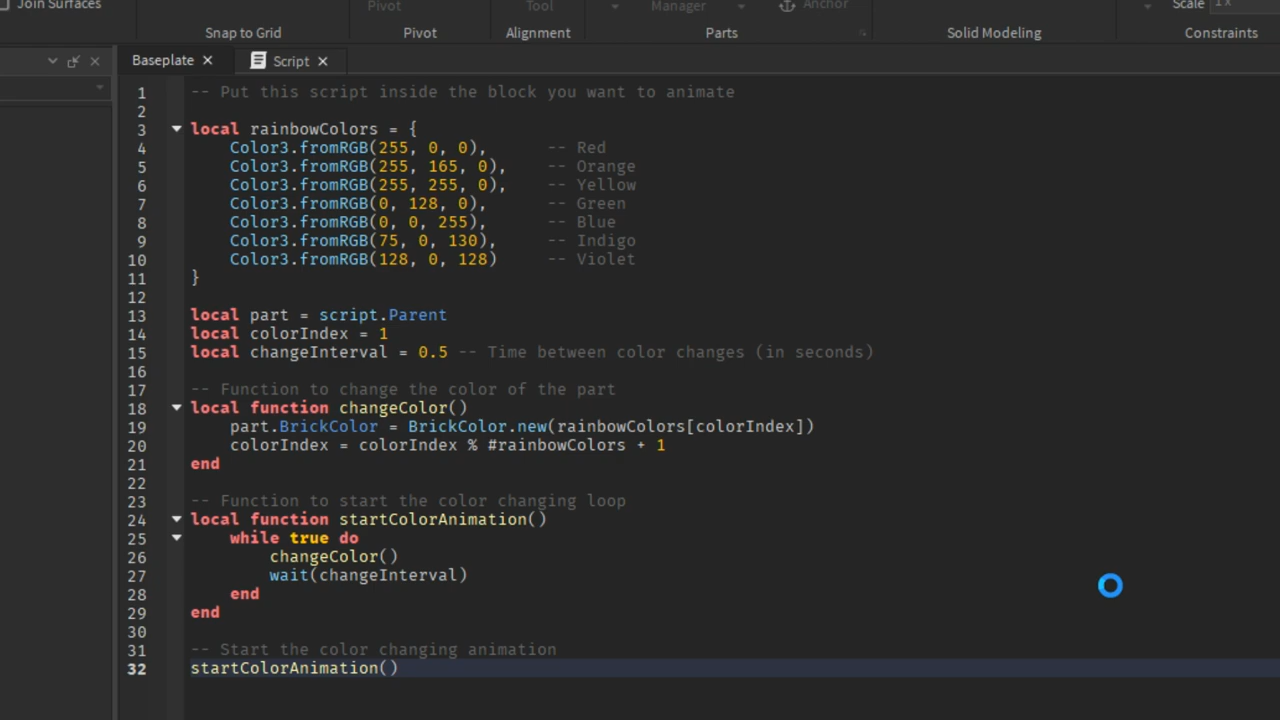 Join Surfaces
Pivot
Tool
Manager
Anchor
Scale 1 x
Snap to Grid
Pivot
Alignment
Parts
Solid Modeling
Constraints
Baseplate
Script
1 -- Put this script inside the block you want to animate
2
3 local rainbowColors = {
4 Color3.fromRGB(255, 0, 0), -- Red
5 Color3.fromRGB(255, 165, 0), -- Orange
6 Color3.fromRGB(255, 255, 0), -- Yellow
7 Color3.fromRGB(0, 128, 0), -- Green
8 Color3.fromRGB(0, 0, 255), -- Blue
9 Color3.fromRGB(75, 0, 130), -- Indigo
10 Color3.fromRGB(128, 0, 128) -- Violet
11 }
12
13 local part = script.Parent
14 local colorIndex = 1
15 local changeInterval = 0.5 -- Time between color changes (in seconds)
16
17 -- Function to change the color of the part
18 local function changeColor()
19 part.BrickColor = BrickColor.new(rainbowColors[colorIndex])
20 colorIndex = colorIndex % #rainbowColors + 1
21 end
22
23 -- Function to start the color changing loop
24 local function startColorAnimation()
25 while true do
26 changeColor()
27 wait(changeInterval)
28 end
29 end
30
31 -- Start the color changing animation
32 startColorAnimation()